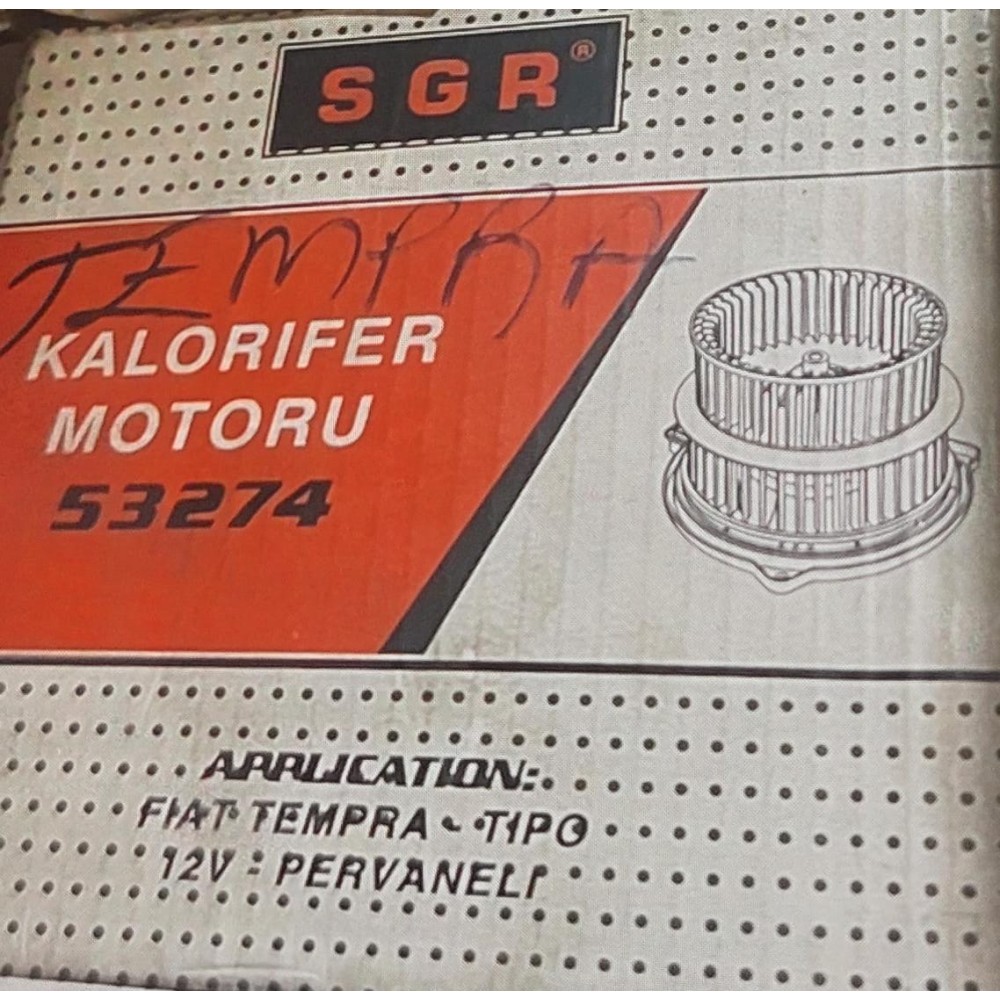 SGR®
TEMPRA
KALORIFER
MOTORU
53274
APPLICATION:
FIAT TEMPRA - TIPO
12V - PERVANELİ